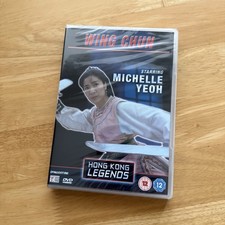 WING CHUN
STARRING
MICHELLE
YEOH
HONG KONG
LEGENDS
DVD
12
12